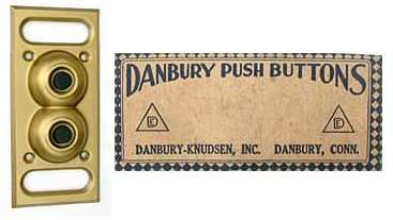 DANBURY PUSH BUTTONS
DANBURY-KNUDSEN, INC. DANBURY, CONN.